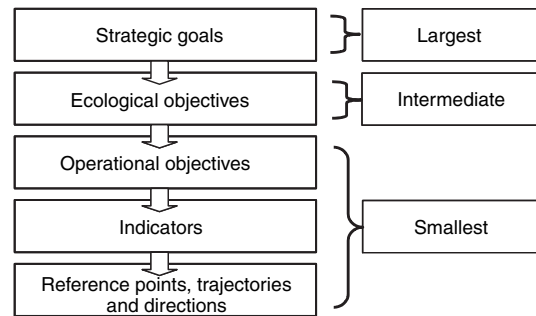 Strategic goals
Largest
Ecological objectives
Intermediate
Operational objectives
Indicators
Smallest
Reference points, trajectories
and directions